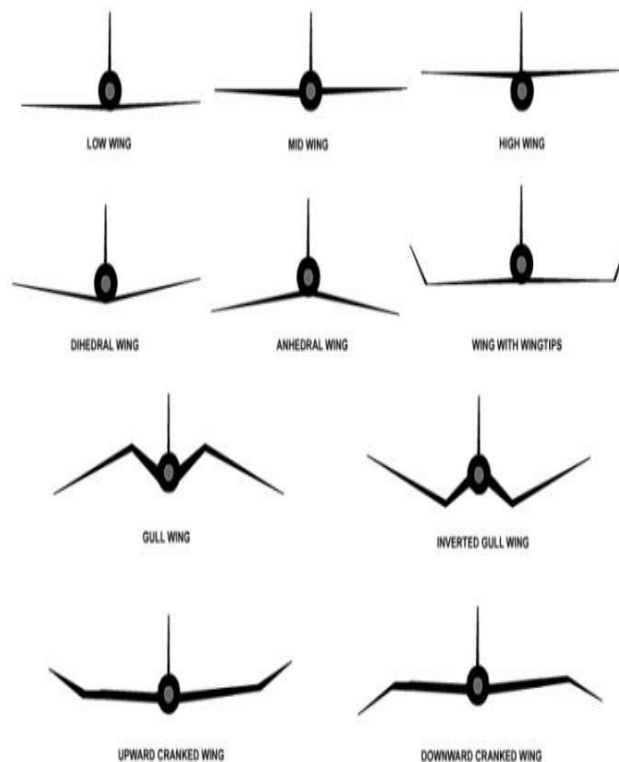 LOW WING
MID WING
HIGH WING
DIHEDRAL WING
ANHEDRAL WING
WING WITH WINGTIPS
GULL WING
INVERTED GULL WING
UPWARD CRANKED WING
DOWNWARD CRANKED WING